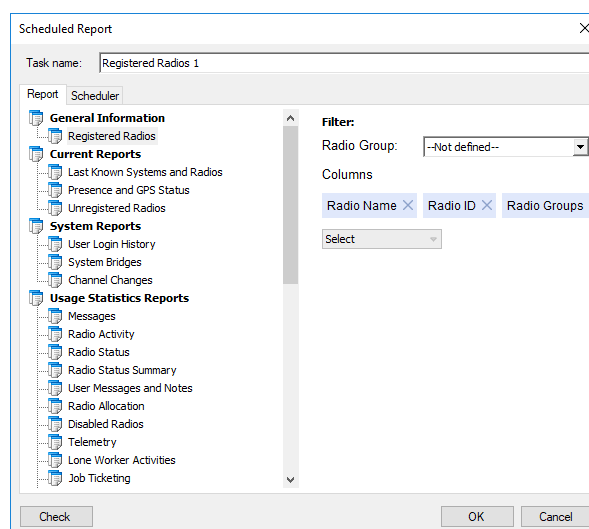 Scheduled Report
Task name: Registered Radios 1
Report Scheduler
General Information
Registered Radios
Current Reports
Last Known Systems and Radios
Presence and GPS Status
Unregistered Radios
System Reports
User Login History
System Bridges
Channel Changes
Usage Statistics Reports
Messages
Radio Activity
Radio Status
Radio Status Summary
User Messages and Notes
Radio Allocation
Disabled Radios
Telemetry
Lone Worker Activities
Job Ticketing
Filter:
Radio Group: --Not defined--
Columns
Radio Name Radio ID Radio Groups
Select
Check OK Cancel